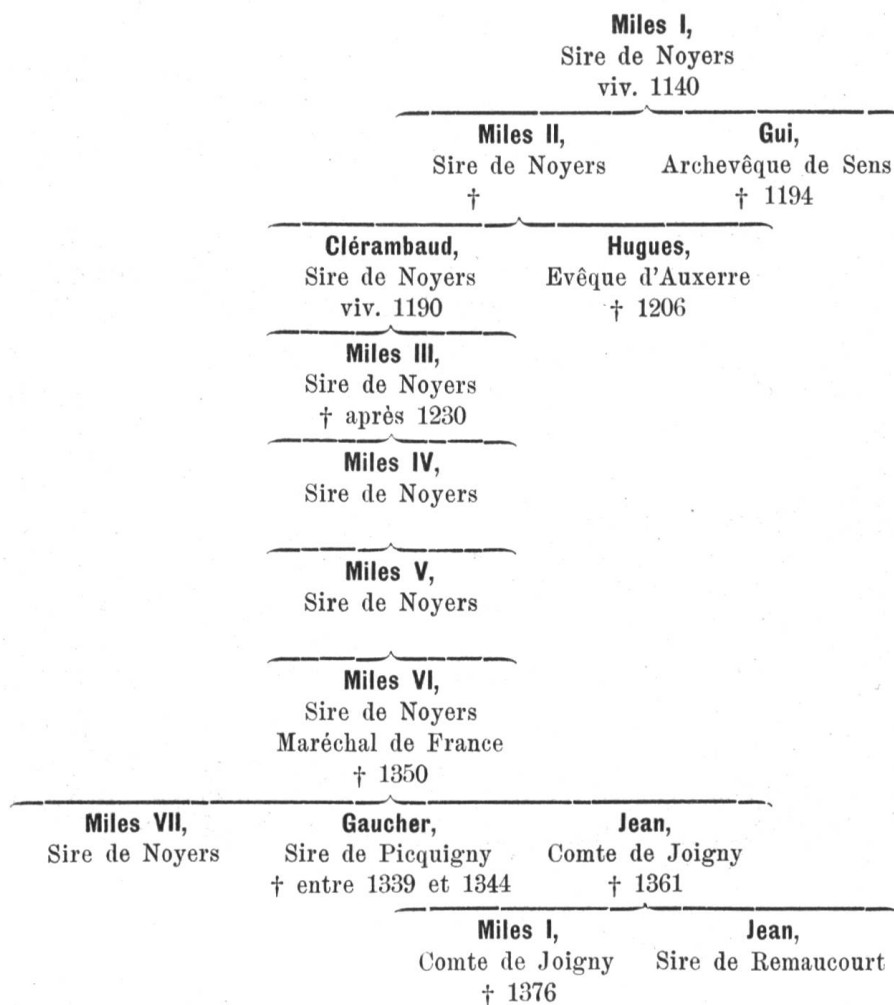 Miles I,
Sire de Noyers
viv. 1140
Miles II,
Sire de Noyers
†
Gui,
Archevêque de Sens
† 1194
Clérambaud,
Sire de Noyers
viv. 1190
Hugues,
Evêque d'Auxerre
† 1206
Miles III,
Sire de Noyers
† après 1230
Miles IV,
Sire de Noyers
Miles V,
Sire de Noyers
Miles VI,
Sire de Noyers
Maréchal de France
† 1350
Miles VII,
Sire de Noyers
Gaucher,
Sire de Picquigny
† entre 1339 et 1344
Jean,
Comte de Joigny
† 1361
Miles I,
Comte de Joigny
† 1376
Jean,
Sire de Remaucourt